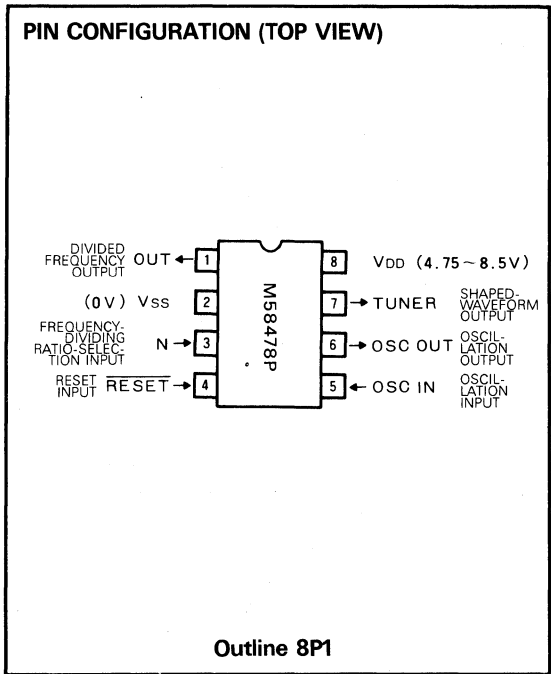 PIN CONFIGURATION (TOP VIEW)
DIVIDED
FREQUENCY
OUTPUT
OUT
1
(0V) VSS
2
FREQUENCY-
DIVIDING
RATIO-SELEC-
TION INPUT
N
3
RESET
INPUT
RESET
4
M58478P
8
VDD (4.75~8.5V)
7
TUNER
SHAPED-
WAVEFORM
OUTPUT
6
OSC OUT
OSCIL-
LATION
OUTPUT
5
OSC IN
OSCIL-
LATION
INPUT
Outline 8P1